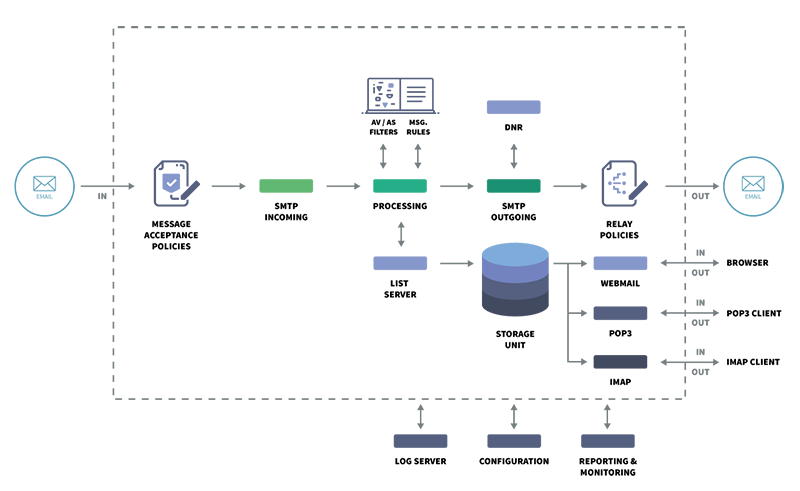 AV / AS
FILTERS
MSG.
RULES
DNR
EMAIL
IN
MESSAGE
ACCEPTANCE
POLICIES
SMTP
INCOMING
PROCESSING
SMTP
OUTGOING
RELAY
POLICIES
OUT
EMAIL
LIST
SERVER
STORAGE
UNIT
WEBMAIL
IN
OUT
BROWSER
POP3
IN
OUT
POP3 CLIENT
IMAP
IN
OUT
IMAP CLIENT
LOG SERVER
CONFIGURATION
REPORTING &
MONITORING